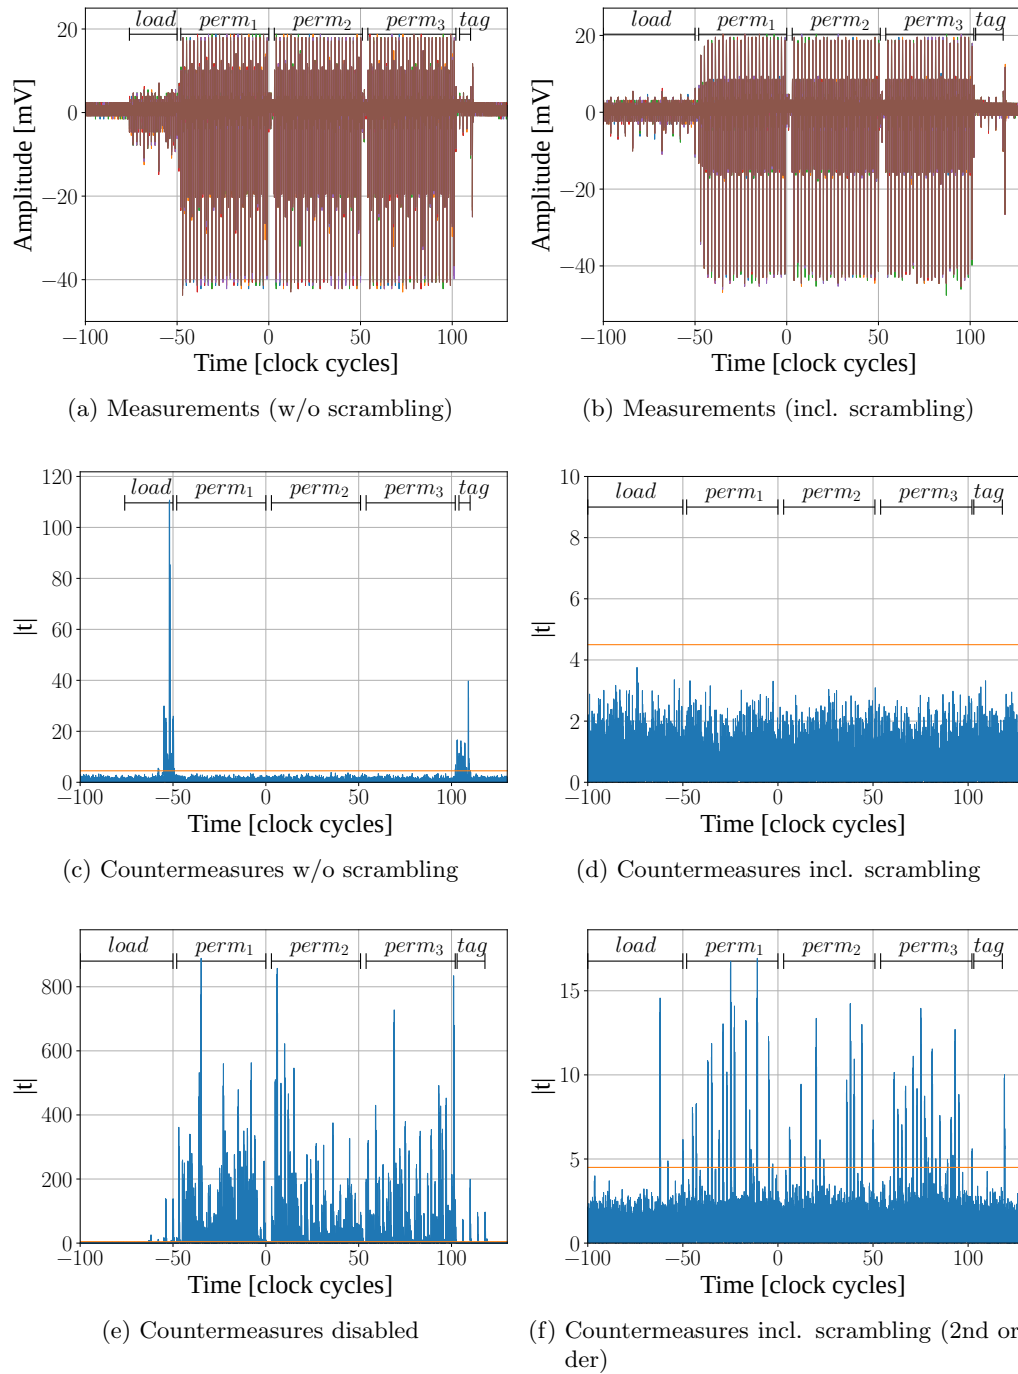 load perm1 perm2 perm3 tag
20
0
−20
−40
Amplitude [mV]
−100 −50 0 50 100
Time [clock cycles]
(a) Measurements (w/o scrambling)
load perm1 perm2 perm3 tag
20
0
−20
−40
Amplitude [mV]
−100 −50 0 50 100
Time [clock cycles]
(b) Measurements (incl. scrambling)
120
load perm1 perm2 perm3 tag
100
80
60
40
20
0
|t|
−100 −50 0 50 100
Time [clock cycles]
(c) Countermeasures w/o scrambling
10
load perm1 perm2 perm3 tag
8
6
4
2
0
|t|
−100 −50 0 50 100
Time [clock cycles]
(d) Countermeasures incl. scrambling
load perm1 perm2 perm3 tag
800
600
400
200
0
|t|
−100 −50 0 50 100
Time [clock cycles]
(e) Countermeasures disabled
load perm1 perm2 perm3 tag
15
10
5
0
|t|
−100 −50 0 50 100
Time [clock cycles]
(f) Countermeasures incl. scrambling (2nd or
der)